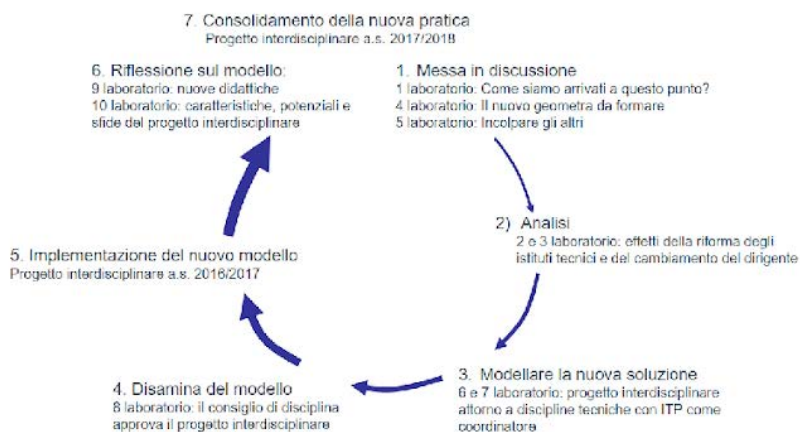 7. Consolidamento della nuova pratica
Progetto interdisciplinare a.s. 2017/2018
6. Riflessione sul modello:
9 laboratorio: nuove didattiche
10 laboratorio: caratteristiche, potenziali e
sfide del progetto interdisciplinare
1. Messa in discussione
1 laboratorio: Come siamo arrivati a questo punto?
4 laboratorio: Il nuovo geometra da formare
5 laboratorio: Incolpare gli altri
2) Analisi
2 e 3 laboratorio: effetti della riforma degli
istituti tecnici e del cambiamento del dirigente
5. Implementazione del nuovo modello
Progetto interdisciplinare a.s. 2016/2017
3. Modellare la nuova soluzione
6 e 7 laboratorio: progetto interdisciplinare
attorno a discipline tecniche con ITP come
coordinatore
4. Disamina del modello
8 laboratorio: il consiglio di disciplina
approva il progetto interdisciplinare